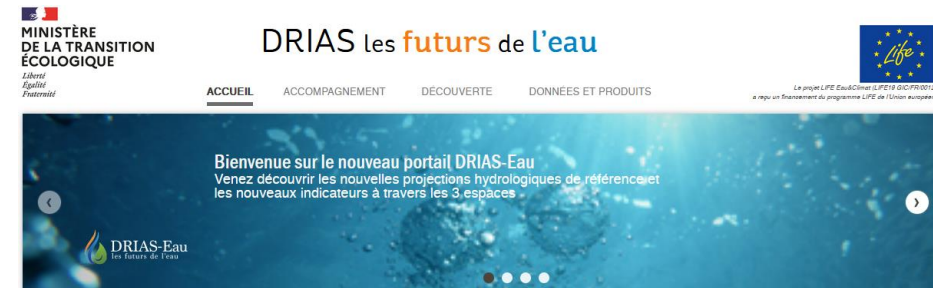 MINISTÈRE
DE LA TRANSITION
ÉCOLOGIQUE
Liberté
Égalité
Fraternité
DRIAS les futurs de l'eau
Life
Le projet LIFE Eau&Climat (LIFE19 GIC/FR/001
a reçu un financement du programme LIFE de l'Union europée
ACCUEIL ACCOMPAGNEMENT DÉCOUVERTE DONNÉES ET PRODUITS
Bienvenue sur le nouveau portail DRIAS-Eau
Venez découvrir les nouvelles projections hydrologiques de référence et
les nouveaux indicateurs à travers les 3 espaces
DRIAS-Eau
les futurs de l'eau